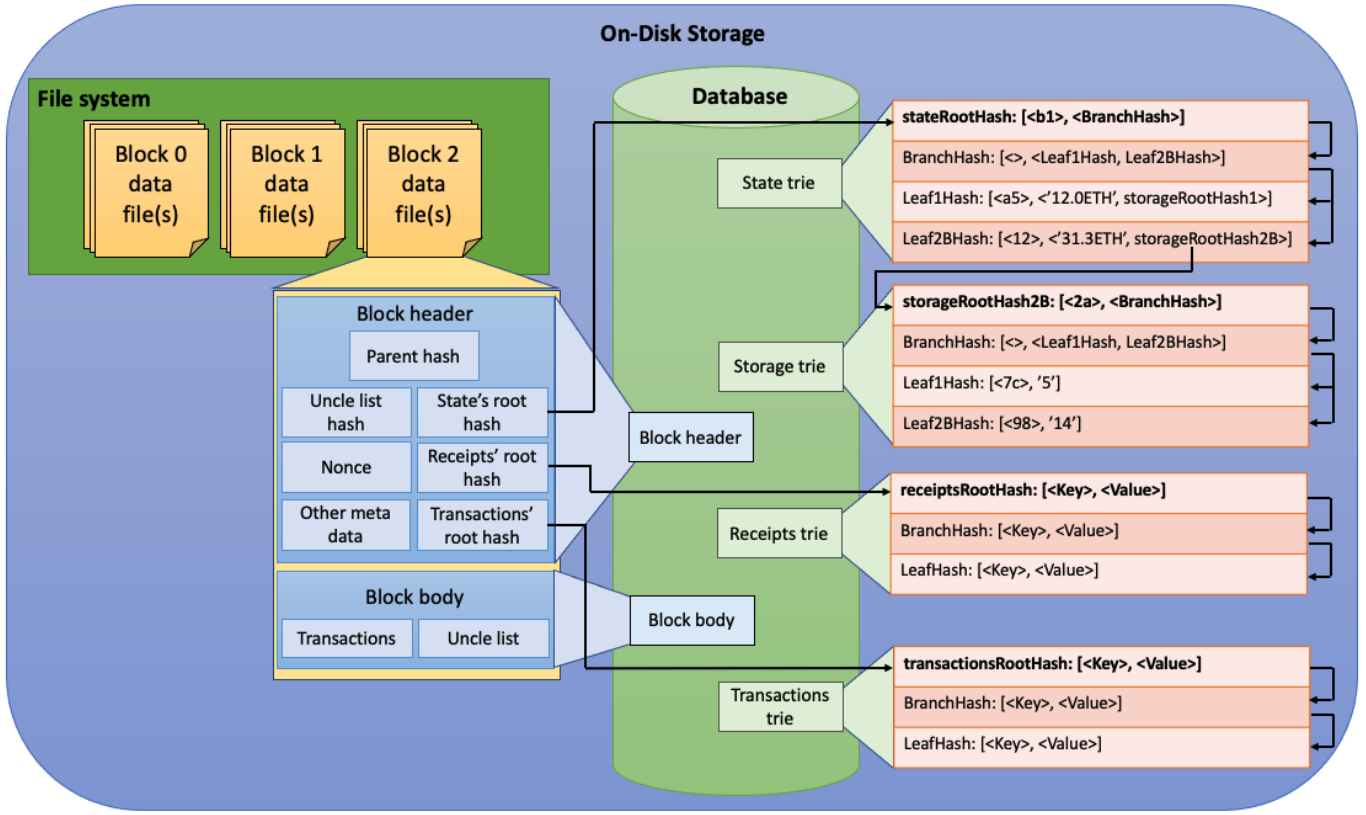 On-Disk Storage
File system
Block 0
data
file(s)
Block 1
data
file(s)
Block 2
data
file(s)
Block header
Parent hash
Uncle list
hash
State's root
hash
Nonce
Receipts' root
hash
Other meta
data
Transactions'
root hash
Block body
Transactions
Uncle list
Database
State trie
Storage trie
Block header
Receipts trie
Block body
Transactions
trie
stateRootHash: [<b1>, <BranchHash>]
BranchHash: [<>, <Leaf1Hash, Leaf2BHash>]
Leaf1Hash: [<a5>, <’12.0ETH’, storageRootHash1>]
Leaf2BHash: [<12>, <’31.3ETH’, storageRootHash2B>]
storageRootHash2B: [<2a>, <BranchHash>]
BranchHash: [<>, <Leaf1Hash, Leaf2BHash>]
Leaf1Hash: [<7c>, ’5’]
Leaf2BHash: [<98>, ’14’]
receiptsRootHash: [<Key>, <Value>]
BranchHash: [<Key>, <Value>]
LeafHash: [<Key>, <Value>]
transactionsRootHash: [<Key>, <Value>]
BranchHash: [<Key>, <Value>]
LeafHash: [<Key>, <Value>]